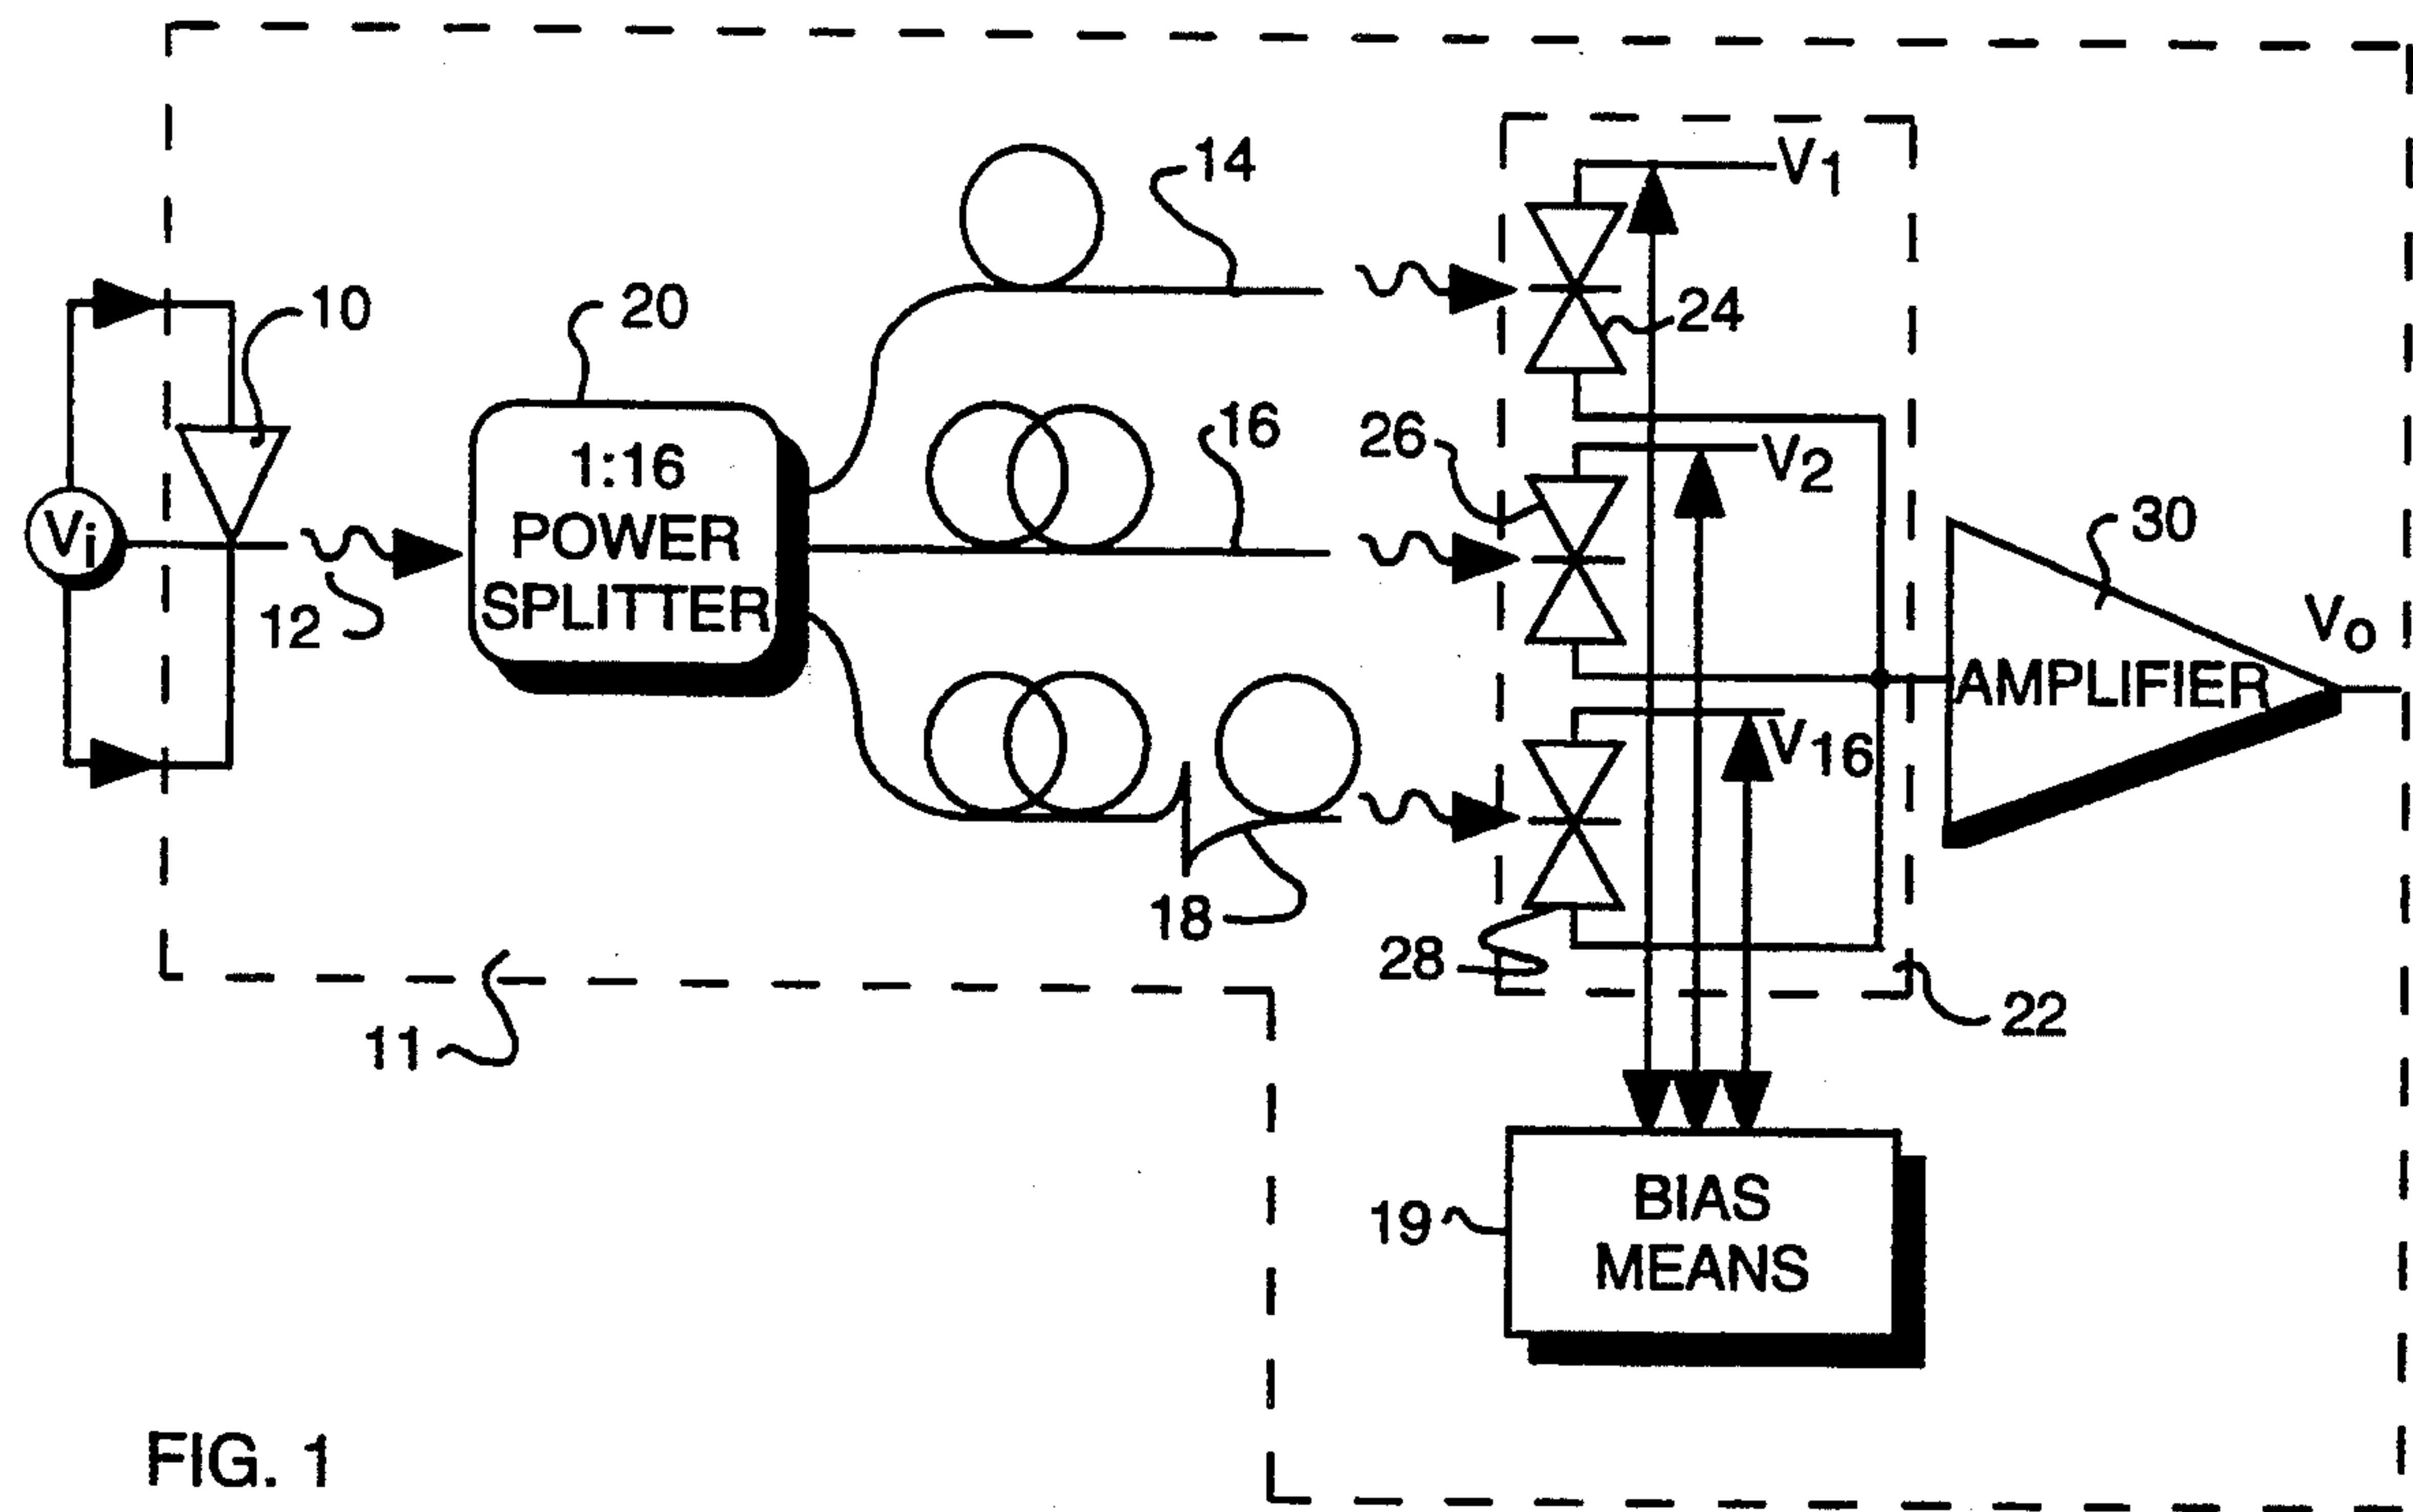 14
V1
10
20
24
16
26
V2
1:16
POWER
SPLITTER
Vi
12
30
Vo
AMPLIFIER
V16
18
28
22
11
19
BIAS
MEANS
FIG. 1